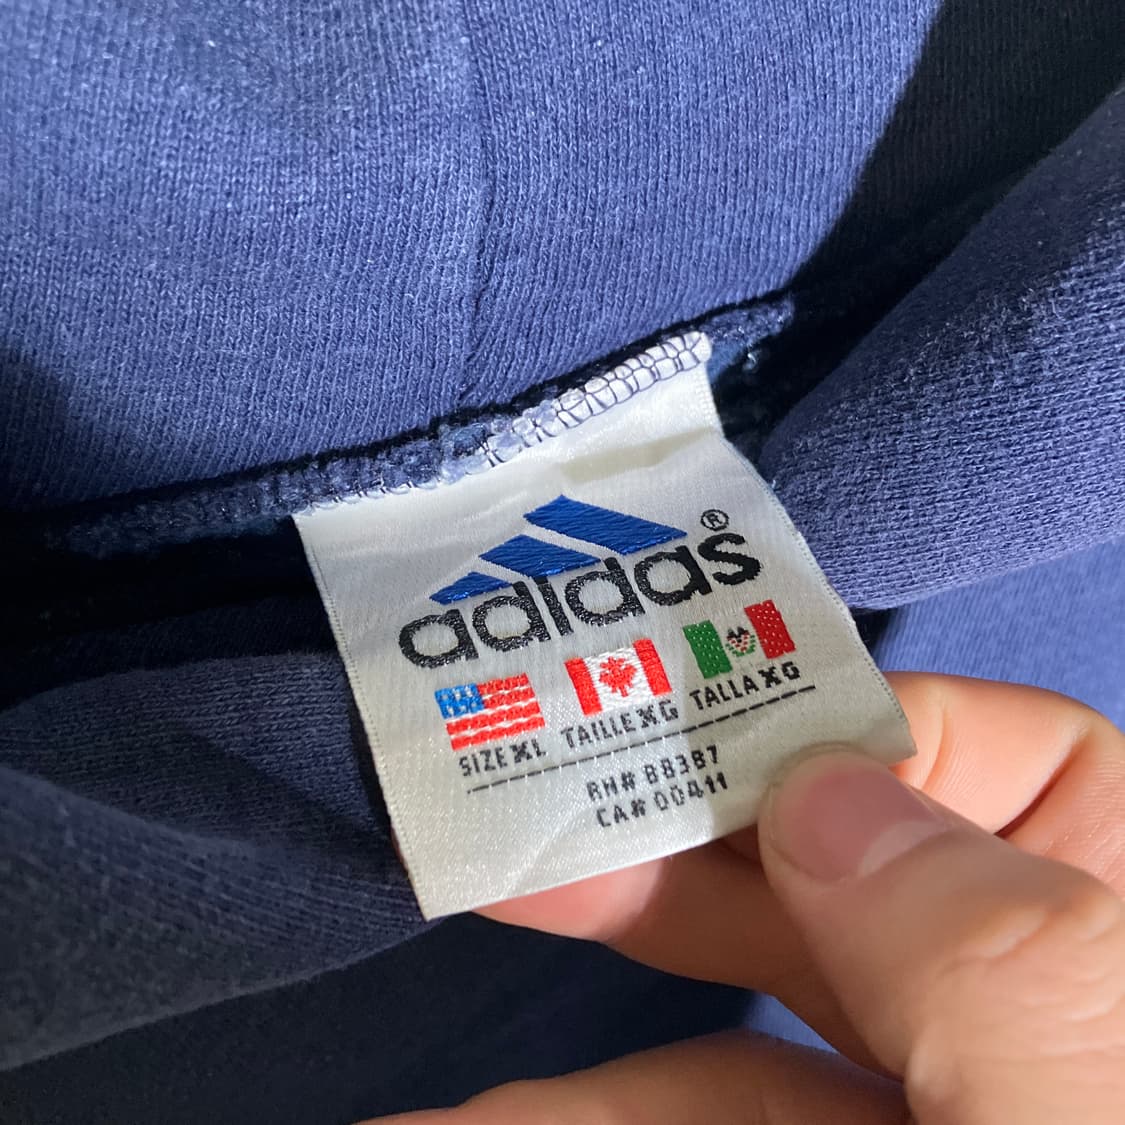 adidas®
SIZE XL TAILLE XG TALLA XG
RN# 88387
CA# 00411